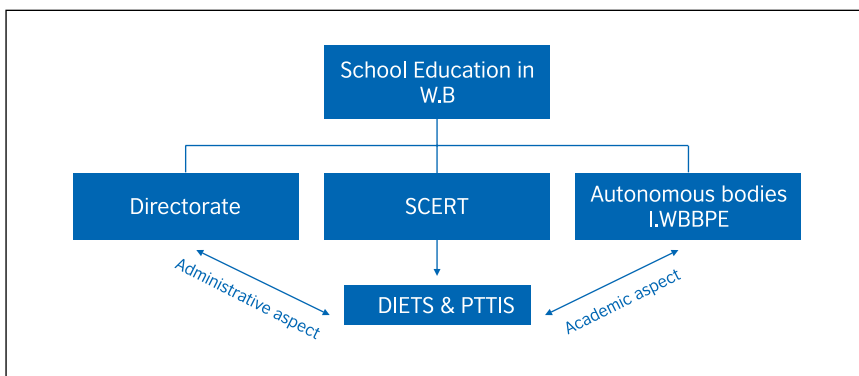 School Education in
W.B
Directorate
SCERT
Autonomous bodies
I.WBBPE
Administrative aspect
DIETS & PTTIS
Academic aspect